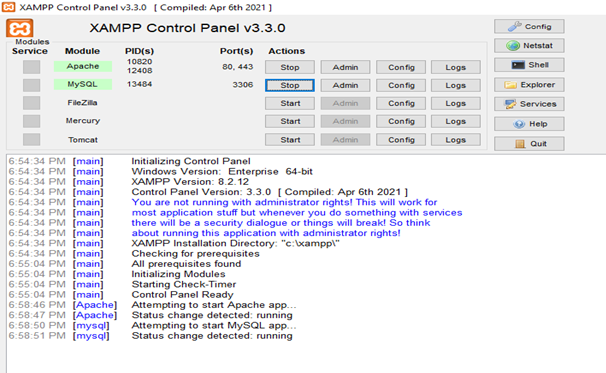 XAMPP Control Panel v3.3.0 [ Compiled: Apr 6th 2021 ]
XAMPP Control Panel v3.3.0
Modules
Service Module PID(s) Port(s) Actions
Apache 10820 12408 80, 443 Stop Admin Config Logs
MySQL 13484 3306 Stop Admin Config Logs
FileZilla Start Admin Config Logs
Mercury Start Admin Config Logs
Tomcat Start Admin Config Logs
Config
Netstat
Shell
Explorer
Services
Help
Quit
6:54:34 PM [main] Initializing Control Panel
6:54:34 PM [main] Windows Version: Enterprise 64-bit
6:54:34 PM [main] XAMPP Version: 8.2.12
6:54:34 PM [main] Control Panel Version: 3.3.0 [ Compiled: Apr 6th 2021 ]
6:54:34 PM [main] You are not running with administrator rights! This will work for
6:54:34 PM [main] most application stuff but whenever you do something with services
6:54:34 PM [main] there will be a security dialogue or things will break! So think
6:54:34 PM [main] about running this application with administrator rights!
6:54:34 PM [main] XAMPP Installation Directory: "c:\xampp\"
6:54:34 PM [main] Checking for prerequisites
6:55:04 PM [main] All prerequisites found
6:55:04 PM [main] Initializing Modules
6:55:04 PM [main] Starting Check-Timer
6:55:04 PM [main] Control Panel Ready
6:58:46 PM [Apache] Attempting to start Apache app...
6:58:47 PM [Apache] Status change detected: running
6:58:50 PM [mysql] Attempting to start MySQL app...
6:58:51 PM [mysql] Status change detected: running